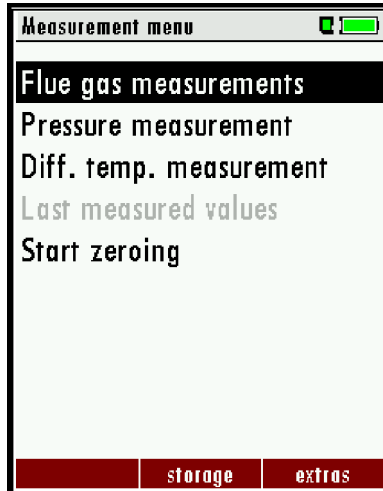 Measurement menu
Flue gas measurements
Pressure measurement
Diff. temp. measurement
Last measured values
Start zeroing
storage extras